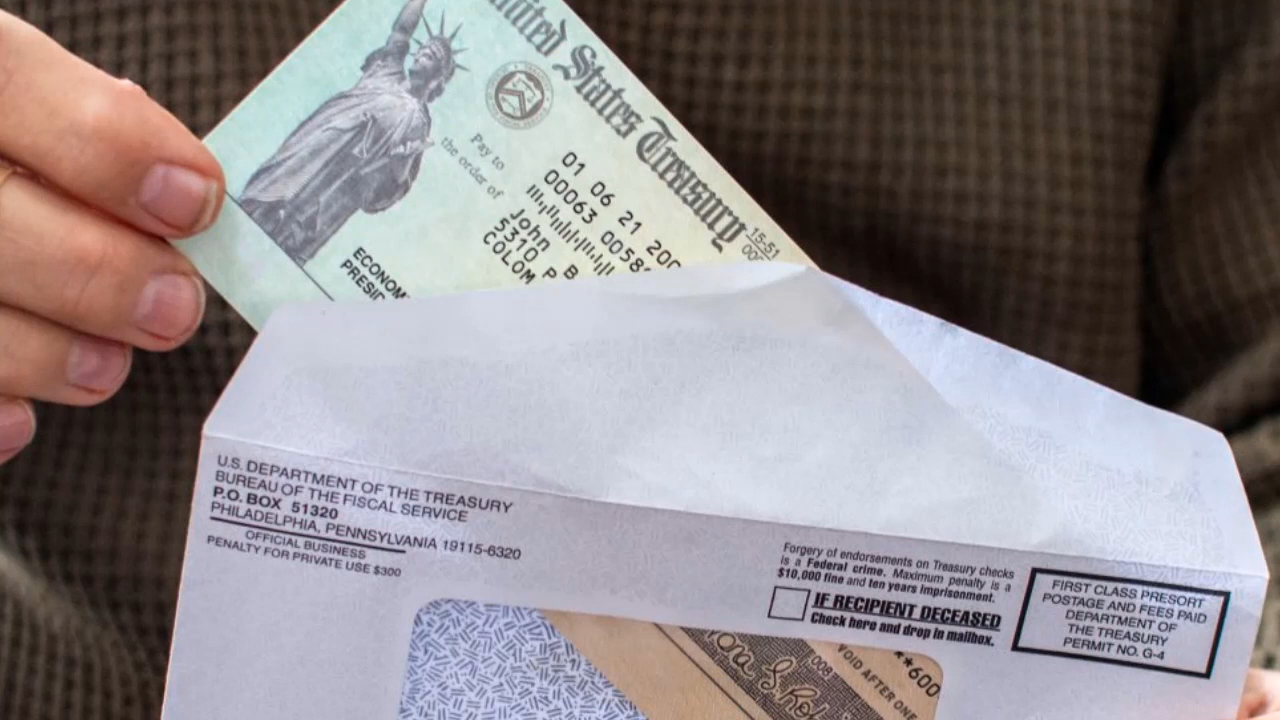 United States Treasury
15-51
000
Pay to
the order of
01 06 21 200
00063 0058
John B
5310 P
COLOM
ECONOM
PRESID
U.S. DEPARTMENT OF THE TREASURY
BUREAU OF THE FISCAL SERVICE
P.O. BOX 51320
PHILADELPHIA, PENNSYLVANIA 19115-6320
OFFICIAL BUSINESS
PENALTY FOR PRIVATE USE $300
Forgery of endorsements on Treasury checks
is a Federal crime. Maximum penalty is a
$10,000 fine and ten years imprisonment.
IF RECIPIENT DECEASED
Check here and drop in mailbox.
FIRST CLASS PRESORT
POSTAGE AND FEES PAID
DEPARTMENT OF
THE TREASURY
PERMIT NO. G-4
**600
VOID AFTER ONE
008